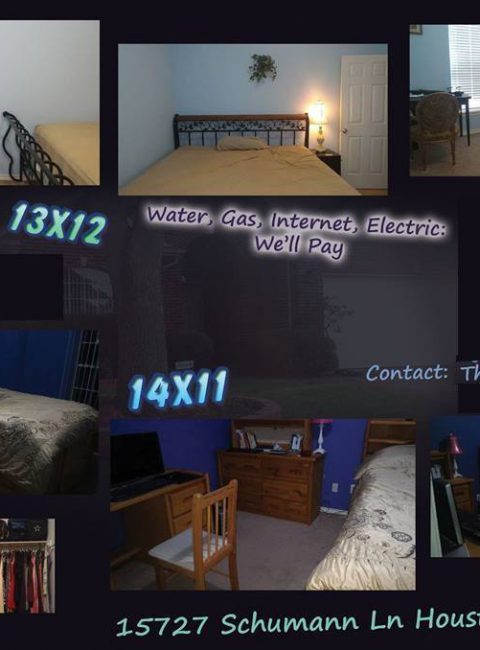 13X12
Water, Gas, Internet, Electric:
We'll Pay
14X11
Contact: Th
15727 Schumann Ln Houst